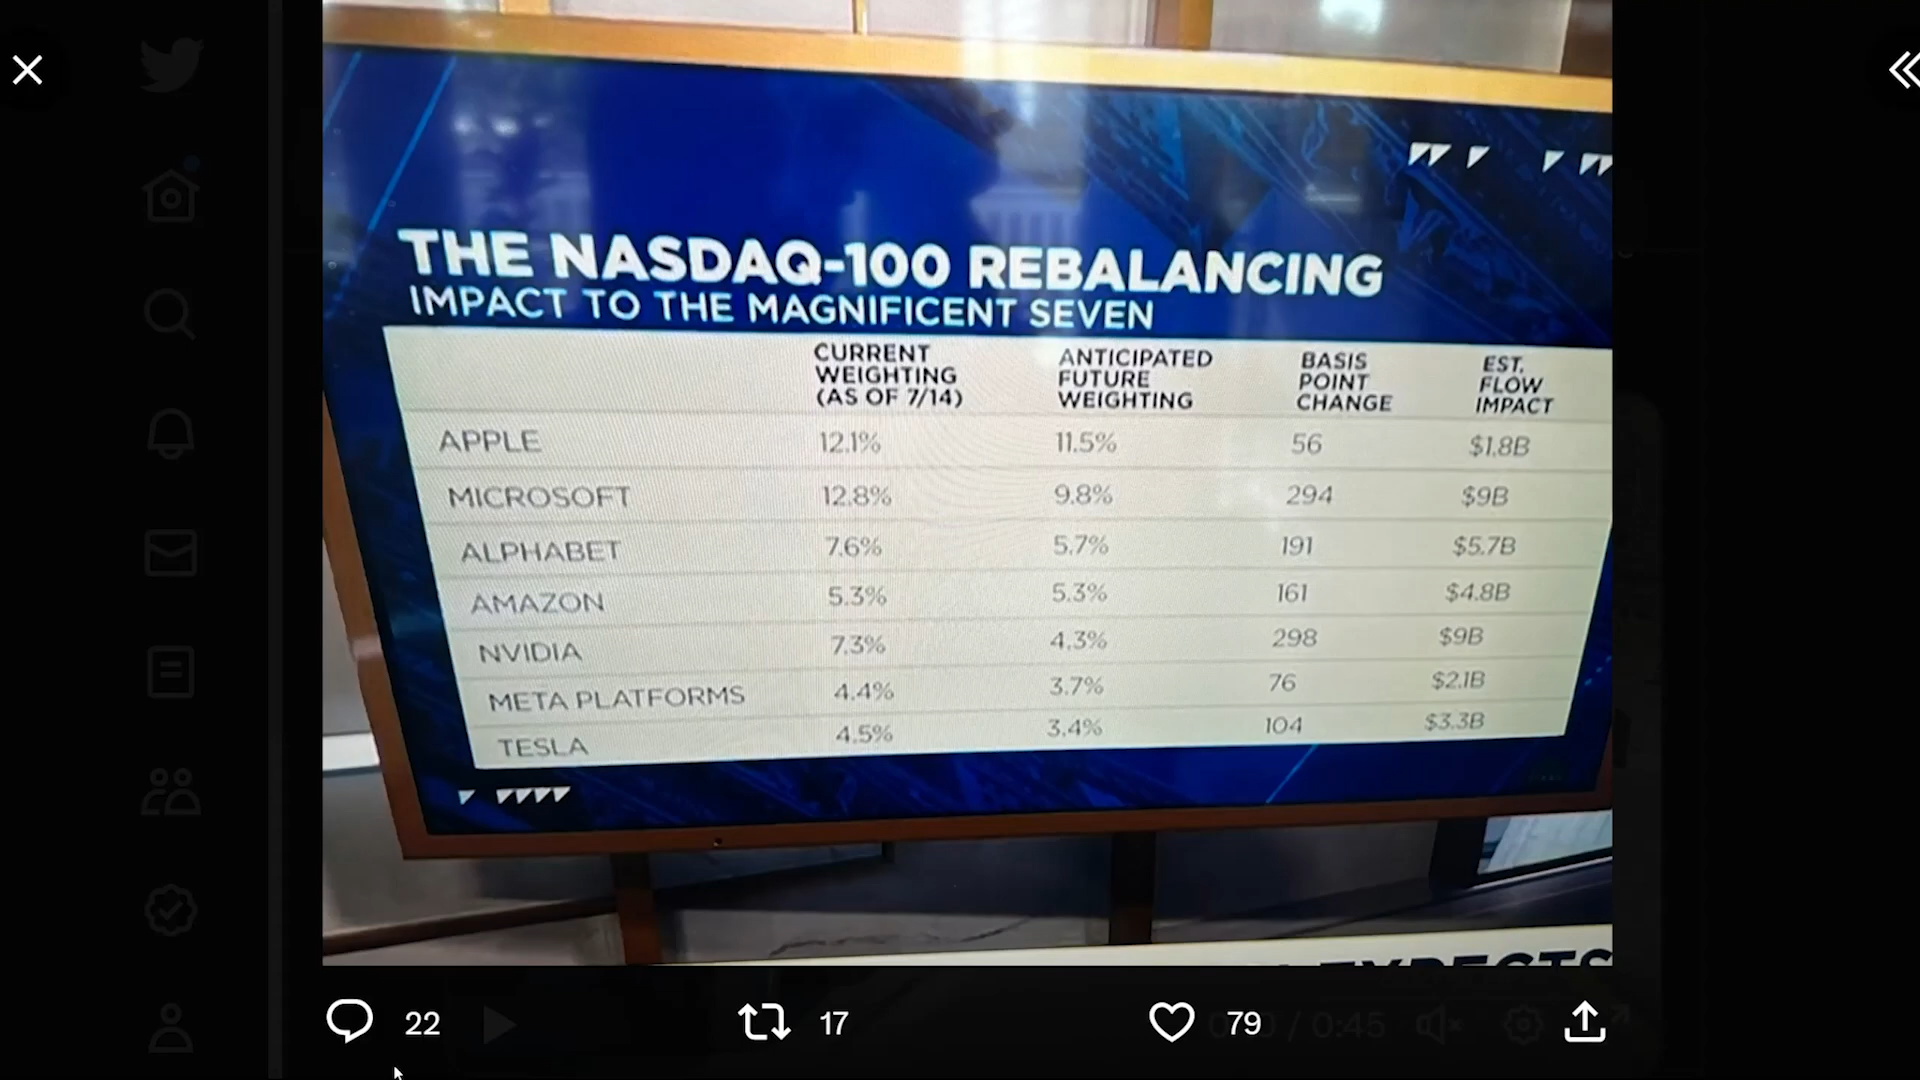 THE NASDAQ-100 REBALANCING
IMPACT TO THE MAGNIFICENT SEVEN
CURRENT WEIGHTING (AS OF 7/14) ANTICIPATED FUTURE WEIGHTING BASIS POINT CHANGE EST. FLOW IMPACT
APPLE 12.1% 11.5% 56 $1.8B
MICROSOFT 12.8% 9.8% 294 $9B
ALPHABET 7.6% 5.7% 191 $5.7B
AMAZON 5.3% 5.3% 161 $4.8B
NVIDIA 7.3% 4.3% 298 $9B
META PLATFORMS 4.4% 3.7% 76 $2.1B
TESLA 4.5% 3.4% 104 $3.3B
22 17 79 / 0:45